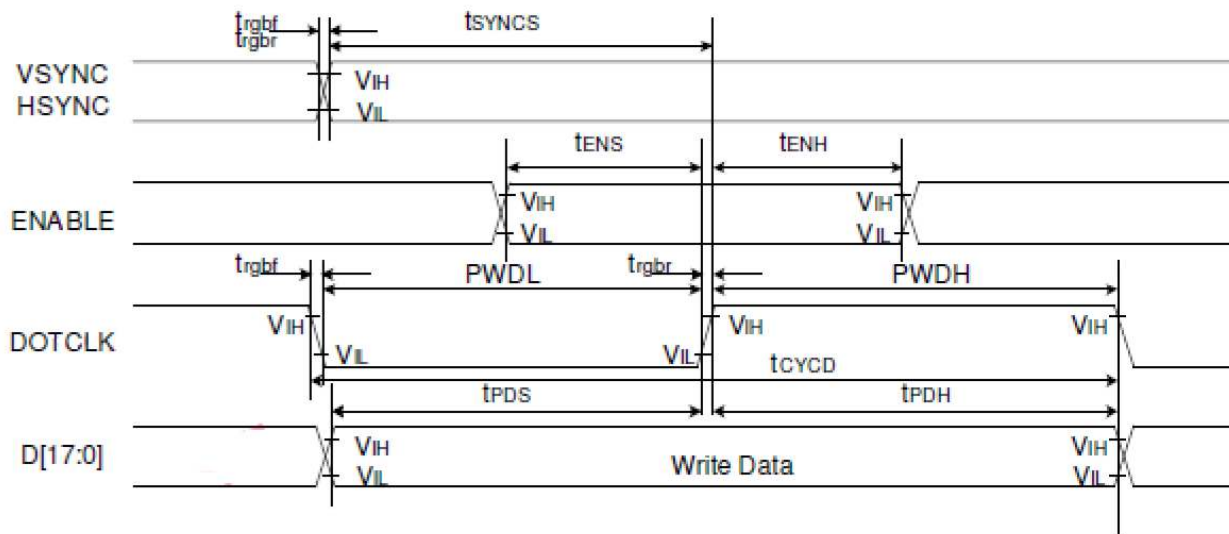 trgbf tSYNCS
trgbr
VSYNC VIH
HSYNC VIL
tENS tENH
ENABLE VIH VIH
VIL VIL
trgbf PWDL trgbr PWDH
VIH VIH VIH
DOTCLK VIL VIL
tCYCD
tPDS tPDH
D[17:0] VIH VIH
VIL Write Data VIL